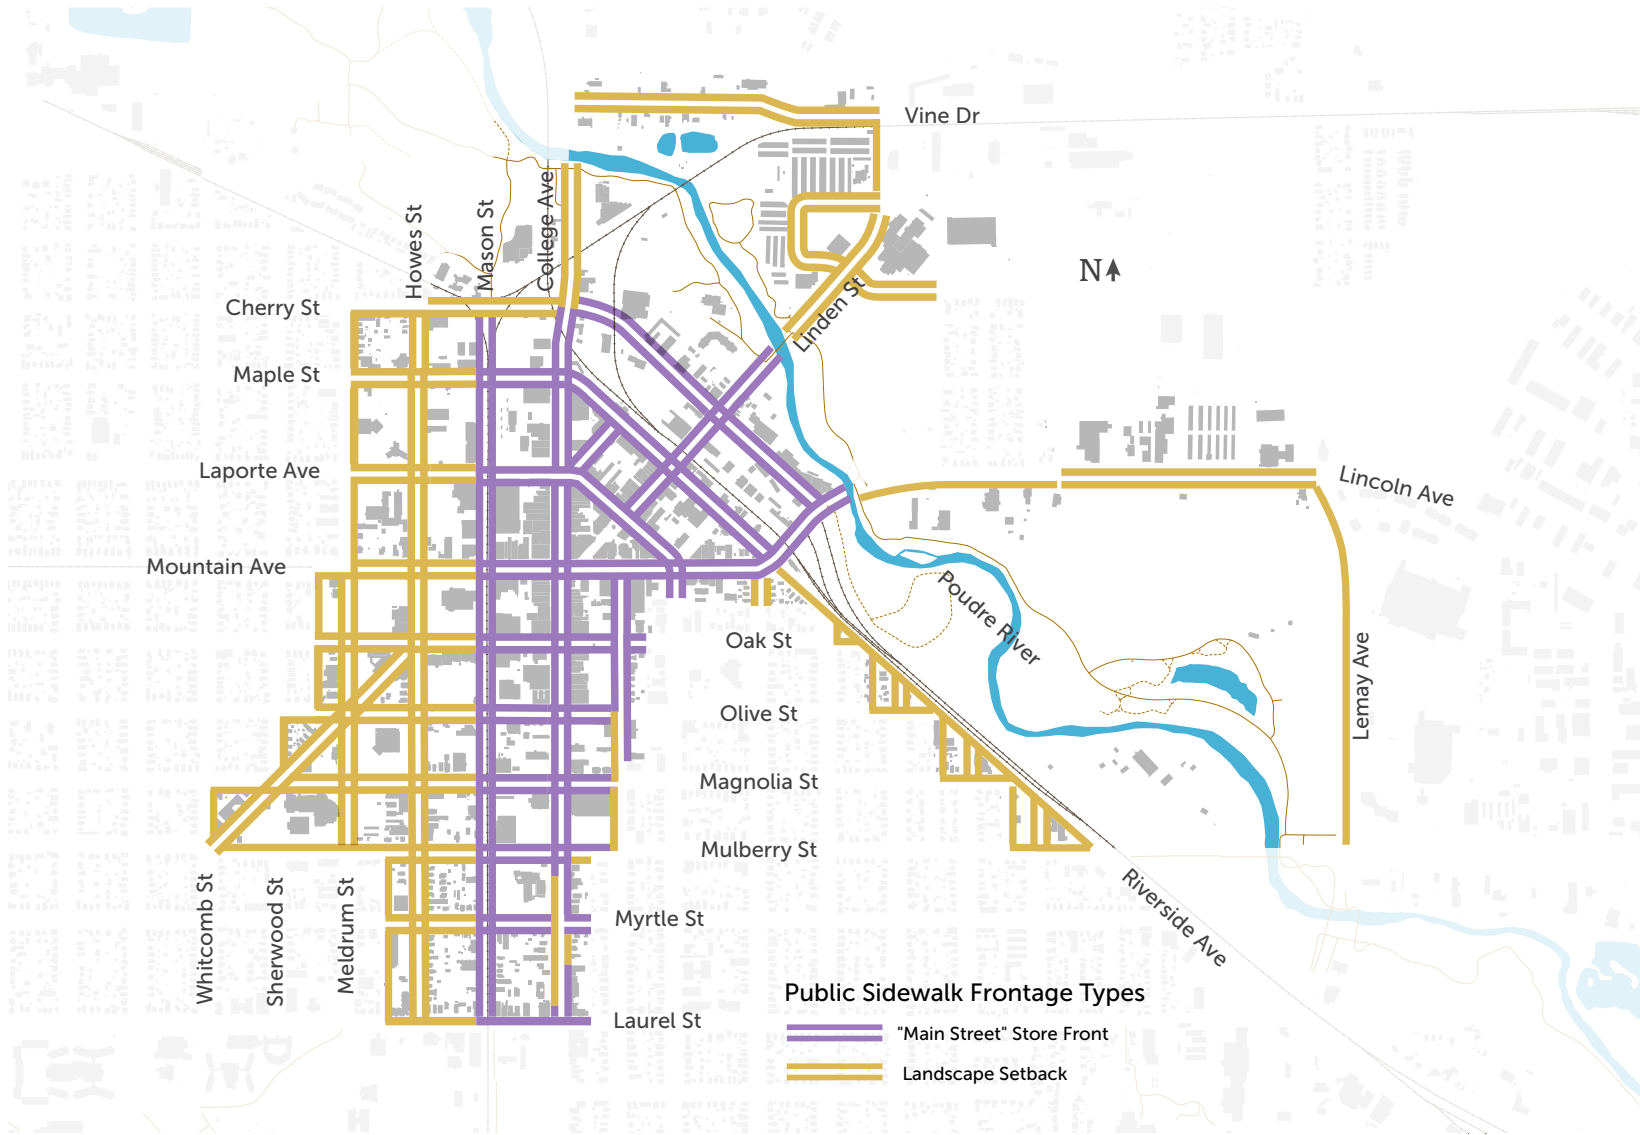 Vine Dr
Howes St
Mason St
College Ave
N
Cherry St
Linden St
Maple St
Laporte Ave
Lincoln Ave
Mountain Ave
Poudre River
Oak St
Lemay Ave
Olive St
Magnolia St
Mulberry St
Whitcomb St
Sherwood St
Meldrum St
Myrtle St
Riverside Ave
Laurel St
Public Sidewalk Frontage Types
"Main Street" Store Front
Landscape Setback